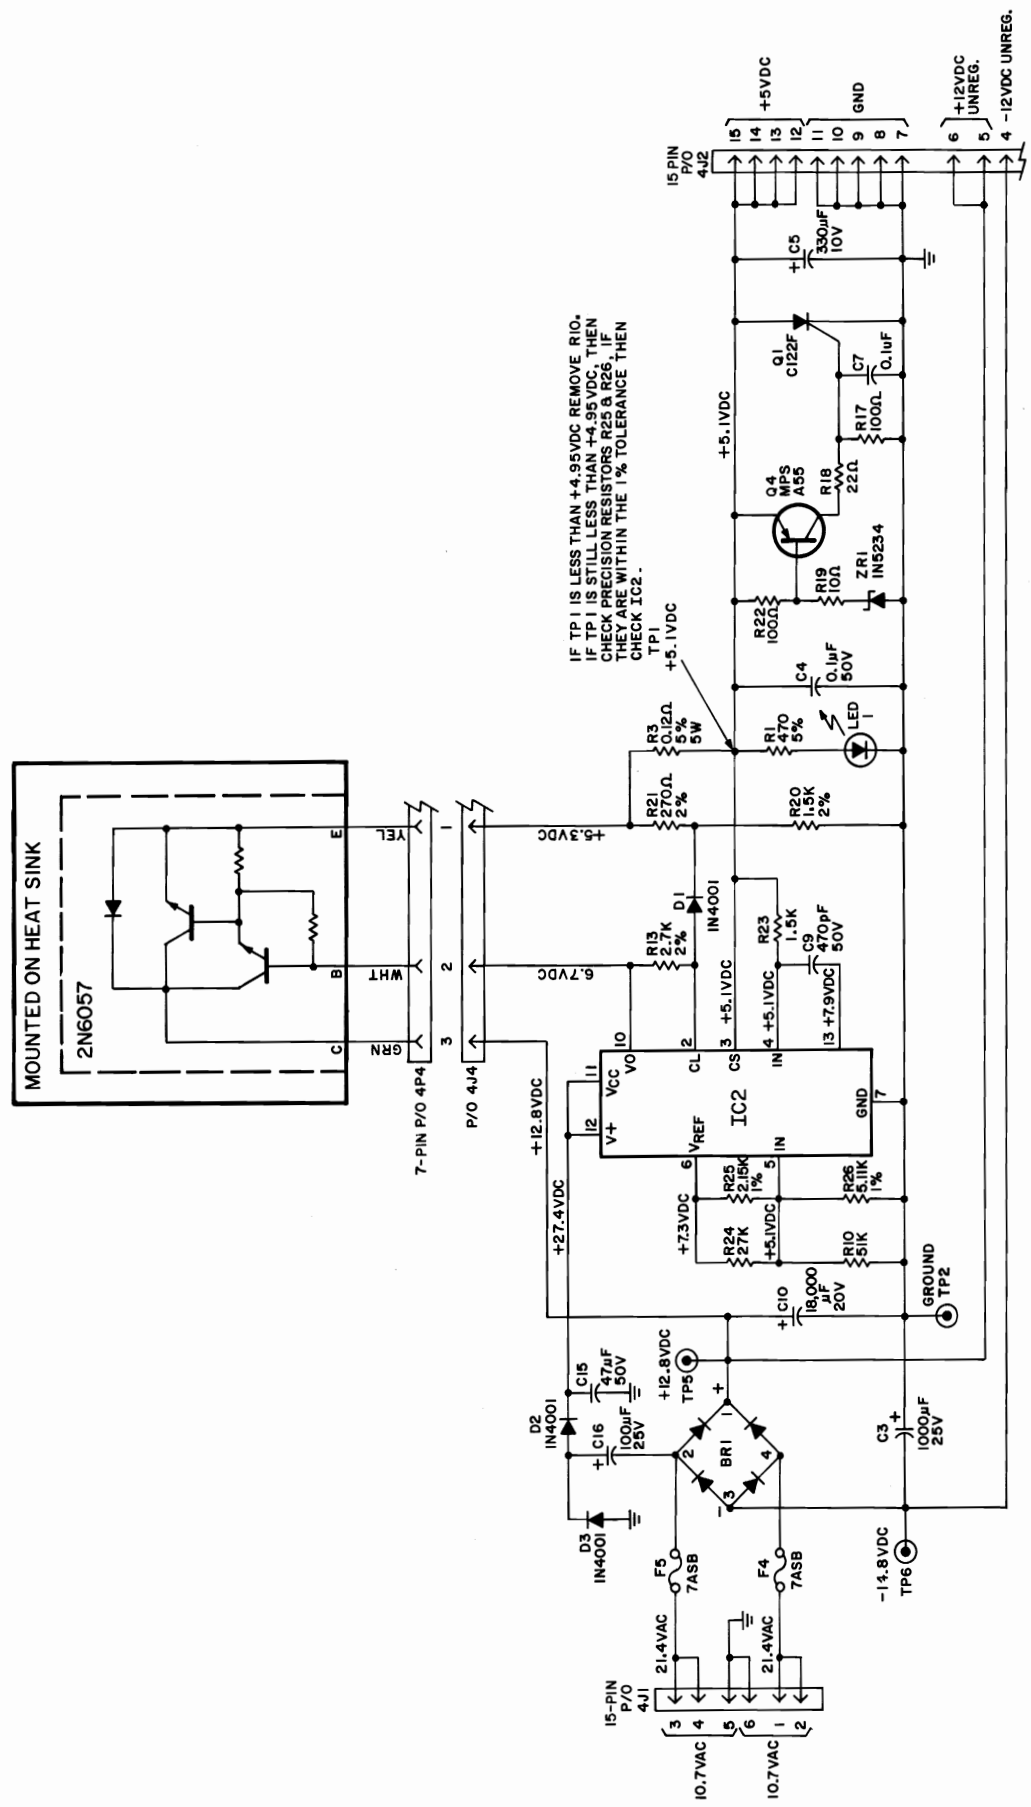 MOUNTED ON HEAT SINK
2N6057
C
B
E
GRN
WHT
YEL
7-PIN P/O 4P4
3
2
1
P/O 4J4
+12.8VDC
6.7VDC
+5.3VDC
+27.4VDC
IF TP1 IS LESS THAN +4.95VDC REMOVE R10.
IF TP1 IS STILL LESS THAN +4.95VDC, THEN
CHECK PRECISION RESISTORS R25 & R26, IF
THEY ARE WITHIN THE 1% TOLERANCE THEN
CHECK IC2.
TP1
+5.1VDC
15-PIN
P/O
4J1
3
4
5
6
1
2
10.7VAC
10.7VAC
21.4VAC
21.4VAC
F5
7ASB
F4
7ASB
D3
1N4001
D2
1N4001
+
C16
100µF
25V
C15
47µF
50V
BR1
2
4
3
1
-
+
+12.8VDC
TP5
-14.8VDC
TP6
C3
+
1000µF
25V
+
C10
18,000
µF
20V
GROUND
TP2
+7.3VDC
R24
27K
R25
2.15K
1%
+5.1VDC
R10
51K
R26
5.11K
1%
IC2
12
V+
11
VCC
6
VREF
5
IN
10
VO
2
CL
3
CS
4
IN
13
GND
7
+5.1VDC
+5.1VDC
+7.9VDC
R13
2.7K
2%
D1
1N4001
R23
1.5K
C9
470pF
50V
R21
270Ω
2%
R3
0.12Ω
5%
5W
R20
1.5K
2%
R1
470
5%
LED
1
C4
0.1µF
50V
R22
100Ω
R19
10Ω
ZR1
1N5234
Q4
MPS
A55
R18
22Ω
R17
100Ω
C7
0.1uF
Q1
C122F
+5.1VDC
+
C5
330µF
10V
15 PIN
P/O
4J2
15
14
13
12
11
10
9
8
7
6
5
4
+5VDC
GND
+12VDC
UNREG.
-12VDC UNREG.